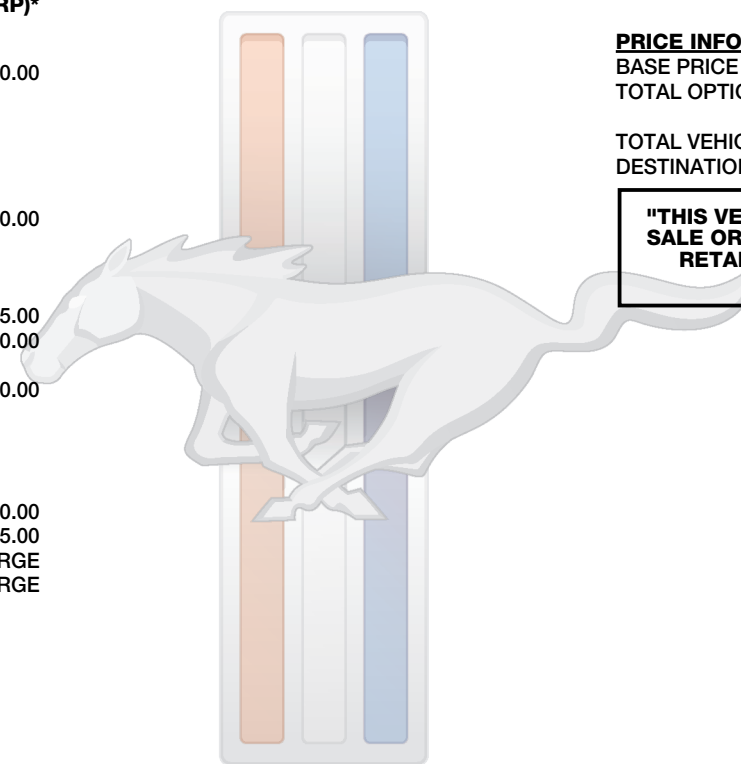 RP)*
0.00
0.00
5.00
0.00
0.00
0.00
5.00
RGE
RGE
PRICE INFO
BASE PRICE
TOTAL OPTIO
TOTAL VEHIC
DESTINATION
"THIS VE
SALE OR
RETAI